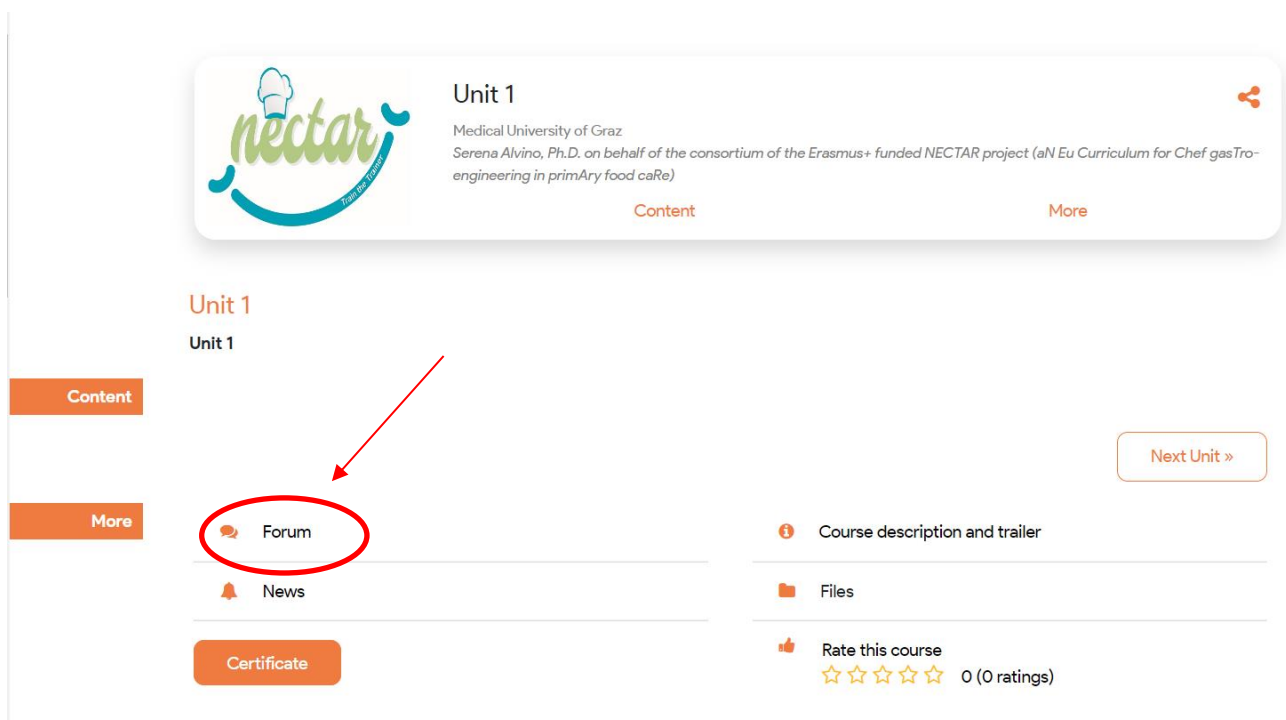 nectar
Train the Trainer
Unit 1
Medical University of Graz
Serena Alvino, Ph.D. on behalf of the consortium of the Erasmus+ funded NECTAR project (aN Eu Curriculum for Chef gasTro-
engineering in primAry food caRe)
Content More
Unit 1
Unit 1
Content
Next Unit »
More
Forum
Course description and trailer
News
Files
Certificate
Rate this course
0 (0 ratings)